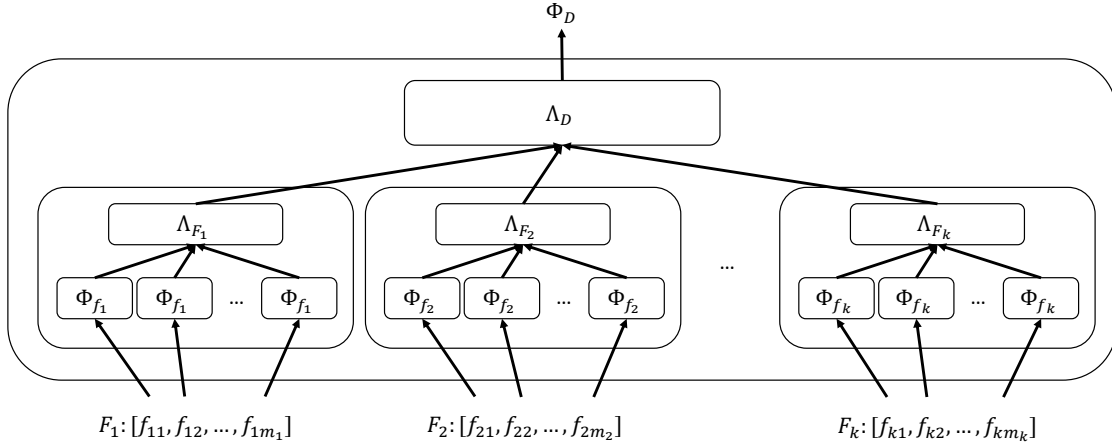 Φ_D
Λ_D
Λ_{F_1} Λ_{F_2} Λ_{F_k}
...
Φ_{f_1} Φ_{f_1} ... Φ_{f_1} Φ_{f_2} Φ_{f_2} ... Φ_{f_2} Φ_{f_k} Φ_{f_k} ... Φ_{f_k}
F_1: [f_{11}, f_{12}, ..., f_{1m_1}] F_2: [f_{21}, f_{22}, ..., f_{2m_2}] F_k: [f_{k1}, f_{k2}, ..., f_{km_k}]